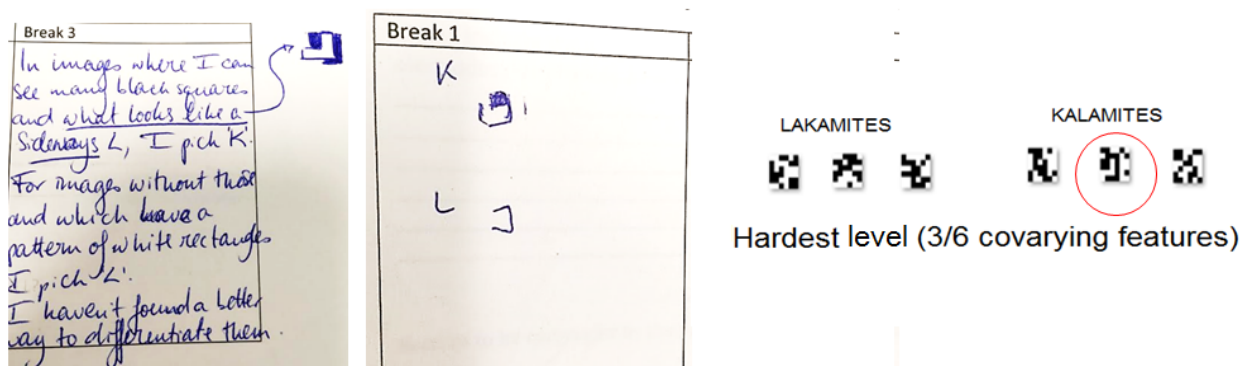 Break 3
In images where I can
see many black squares
and what looks like a
Sideways L, I pick 'K'.
For images without those
and which have a
pattern of white rectangles
I pick 'L'.
I haven't found a better
way to differentiate them.
Break 1
K
L
LAKAMITES
KALAMITES
Hardest level (3/6 covarying features)